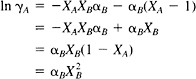 ln γ_A = −X_A X_B α_B − α_B(X_A − 1)
= −X_A X_B α_B + α_B X_B
= α_B X_B(1 − X_A)
= α_B X_B^2